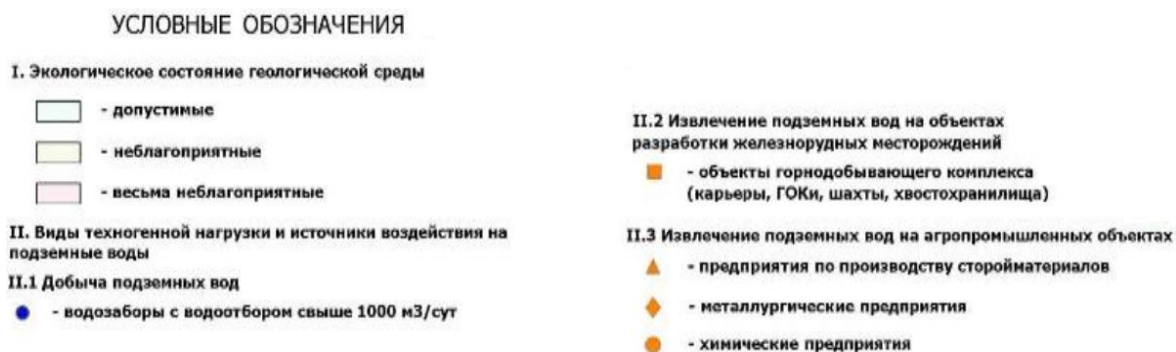 УСЛОВНЫЕ ОБОЗНАЧЕНИЯ
I. Экологическое состояние геологической среды
- допустимые
- неблагоприятные
- весьма неблагоприятные
II. Виды техногенной нагрузки и источники воздействия на
подземные воды
II.1 Добыча подземных вод
- водозаборы с водоотбором свыше 1000 м3/сут
II.2 Извлечение подземных вод на объектах
разработки железнорудных месторождений
- объекты горнодобывающего комплекса
(карьеры, ГОКи, шахты, хвостохранилища)
II.3 Извлечение подземных вод на агропромышленных объектах
- предприятия по производству сторойматериалов
- металлургические предприятия
- химические предприятия